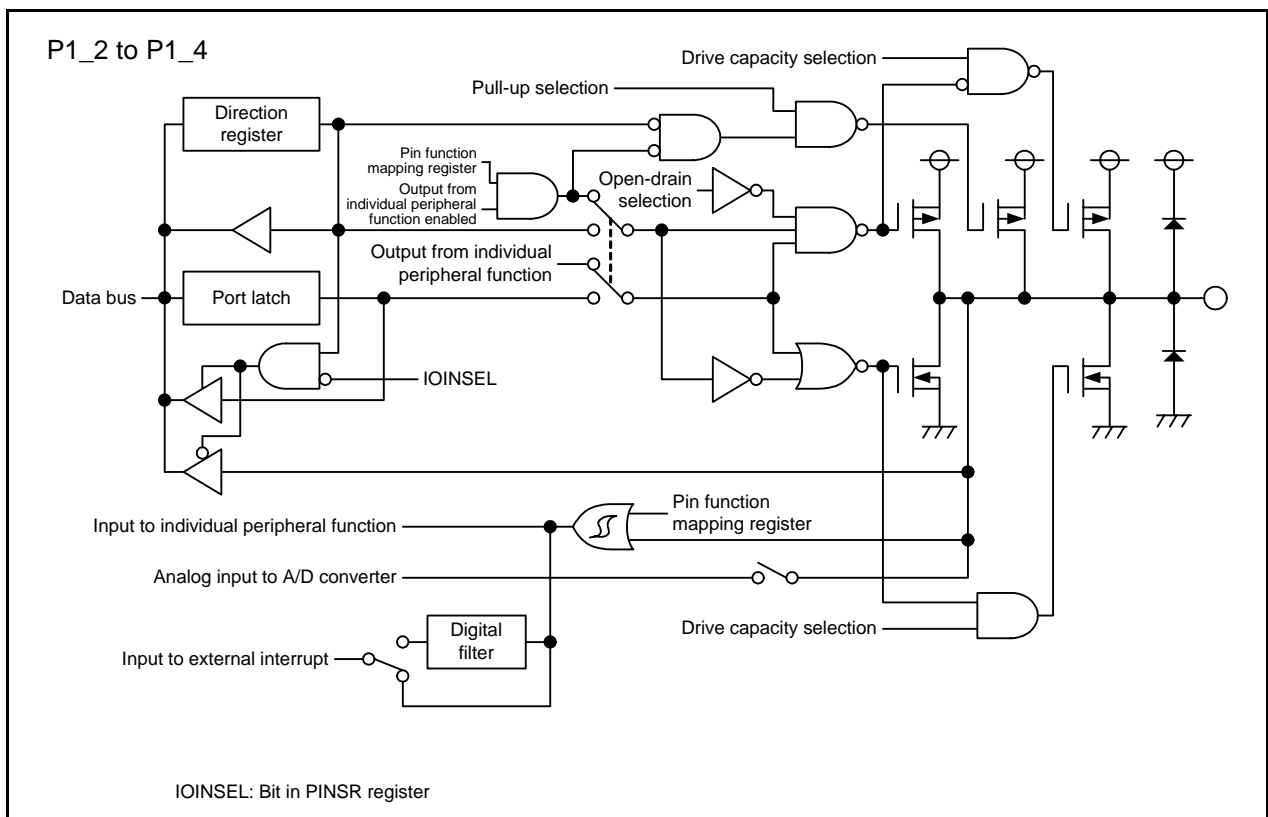 P1_2 to P1_4
Drive capacity selection
Pull-up selection
Direction
register
Pin function
mapping register
Output from
individual peripheral
function enabled
Open-drain
selection
Output from individual
peripheral function
Data bus
Port latch
IOINSEL
Pin function
mapping register
Input to individual peripheral function
Analog input to A/D converter
Digital
filter
Drive capacity selection
Input to external interrupt
IOINSEL: Bit in PINSR register